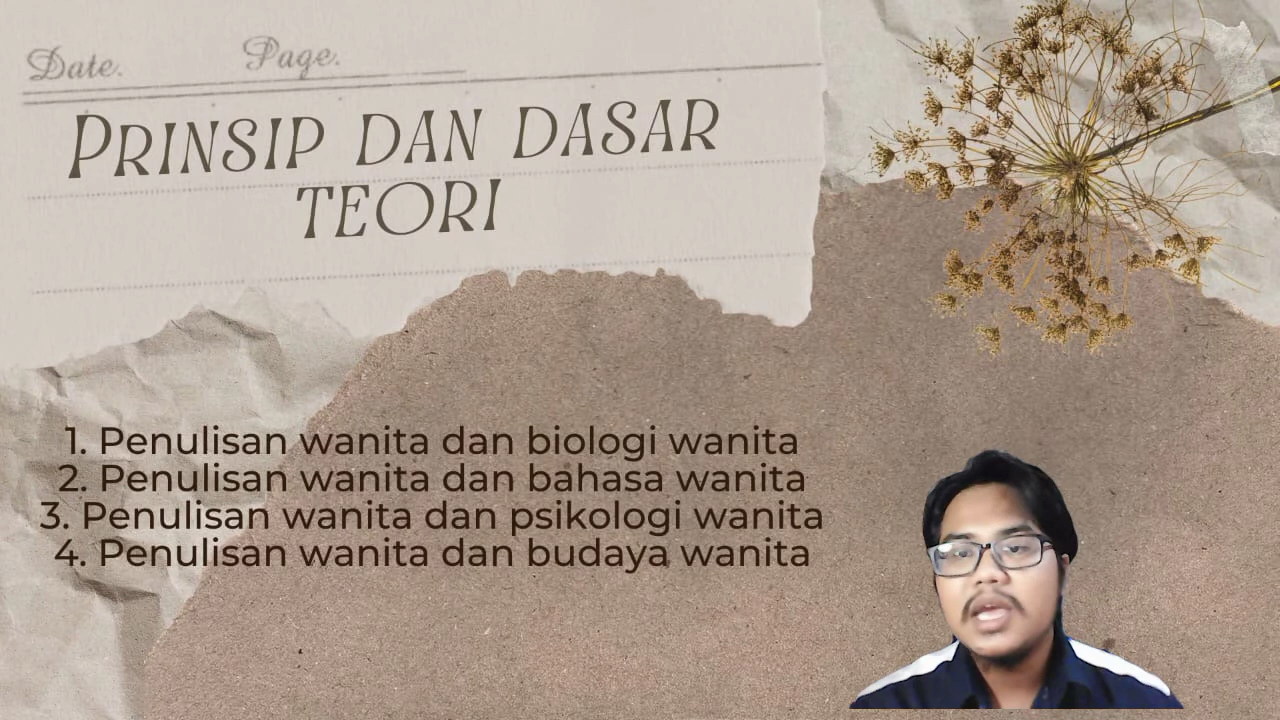 Date. Page.
PRINSIP DAN DASAR
TEORI
1. Penulisan wanita dan biologi wanita
2. Penulisan wanita dan bahasa wanita
3. Penulisan wanita dan psikologi wanita
4. Penulisan wanita dan budaya wanita